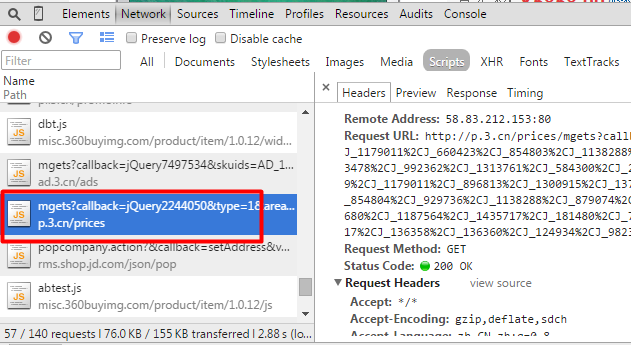 Elements Network Sources Timeline Profiles Resources Audits Console
Preserve log Disable cache
Filter All Documents Stylesheets Images Media Scripts XHR Fonts TextTracks
Name
Path
× Headers Preview Response Timing
dbt.js
misc.360buyimg.com/product/item/1.0.12/wid...
mgets?callback=jQuery7497534&skuids=AD_1...
ad.3.cn/ads
mgets?callback=jQuery2244050&type=1&area...
p.3.cn/prices
popcompany.action?&callback=setAddress&v...
rms.shop.jd.com/json/pop
abtest.js
misc.360buyimg.com/product/item/1.0.12/js
57 / 140 requests I 76.0 KB / 155 KB transferred I 2.88 s (lo...
Remote Address: 58.83.212.153:80
Request URL: http://p.3.cn/prices/mgets?call
J_1179011%2CJ_660423%2CJ_854803%2CJ_1138288%
3478%2CJ_992362%2CJ_1313761%2CJ_584300%2CJ_2
9%2CJ_1179011%2CJ_896813%2CJ_1300915%2CJ_137
_854804%2CJ_929736%2CJ_1138288%2CJ_879074%2C
680%2CJ_1187564%2CJ_1435717%2CJ_181480%2CJ_7
17%2CJ_136358%2CJ_136360%2CJ_124934%2CJ_9823
Request Method: GET
Status Code: 200 OK
Request Headers view source
Accept: */*
Accept-Encoding: gzip,deflate,sdch
Accept-Language: zh-CN,zh;q=0.8